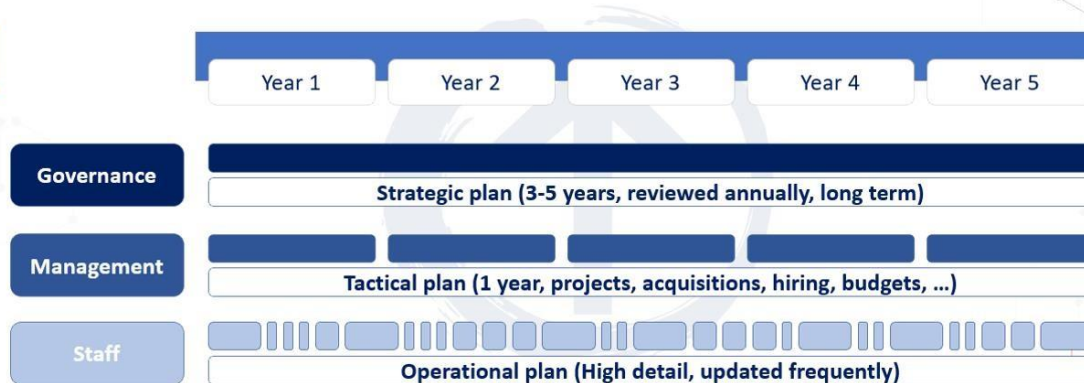 Year 1
Year 2
Year 3
Year 4
Year 5
Governance
Strategic plan (3-5 years, reviewed annually, long term)
Management
Tactical plan (1 year, projects, acquisitions, hiring, budgets, ...)
Staff
Operational plan (High detail, updated frequently)